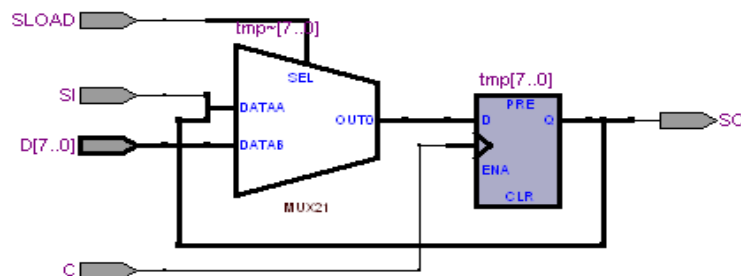 SLOAD
tmp~[7..0]
SEL
SI
DATAA
OUT0
D[7..0]
DATAB
MUX21
tmp[7..0]
PRE
D
Q
ENA
CLR
SO
C